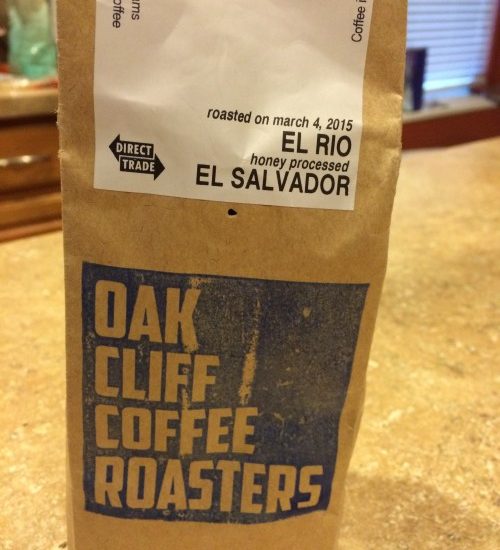 roasted on march 4, 2015
EL RIO
honey processed
EL SALVADOR
DIRECT
TRADE
OAK
CLIFF
COFFEE
ROASTERS